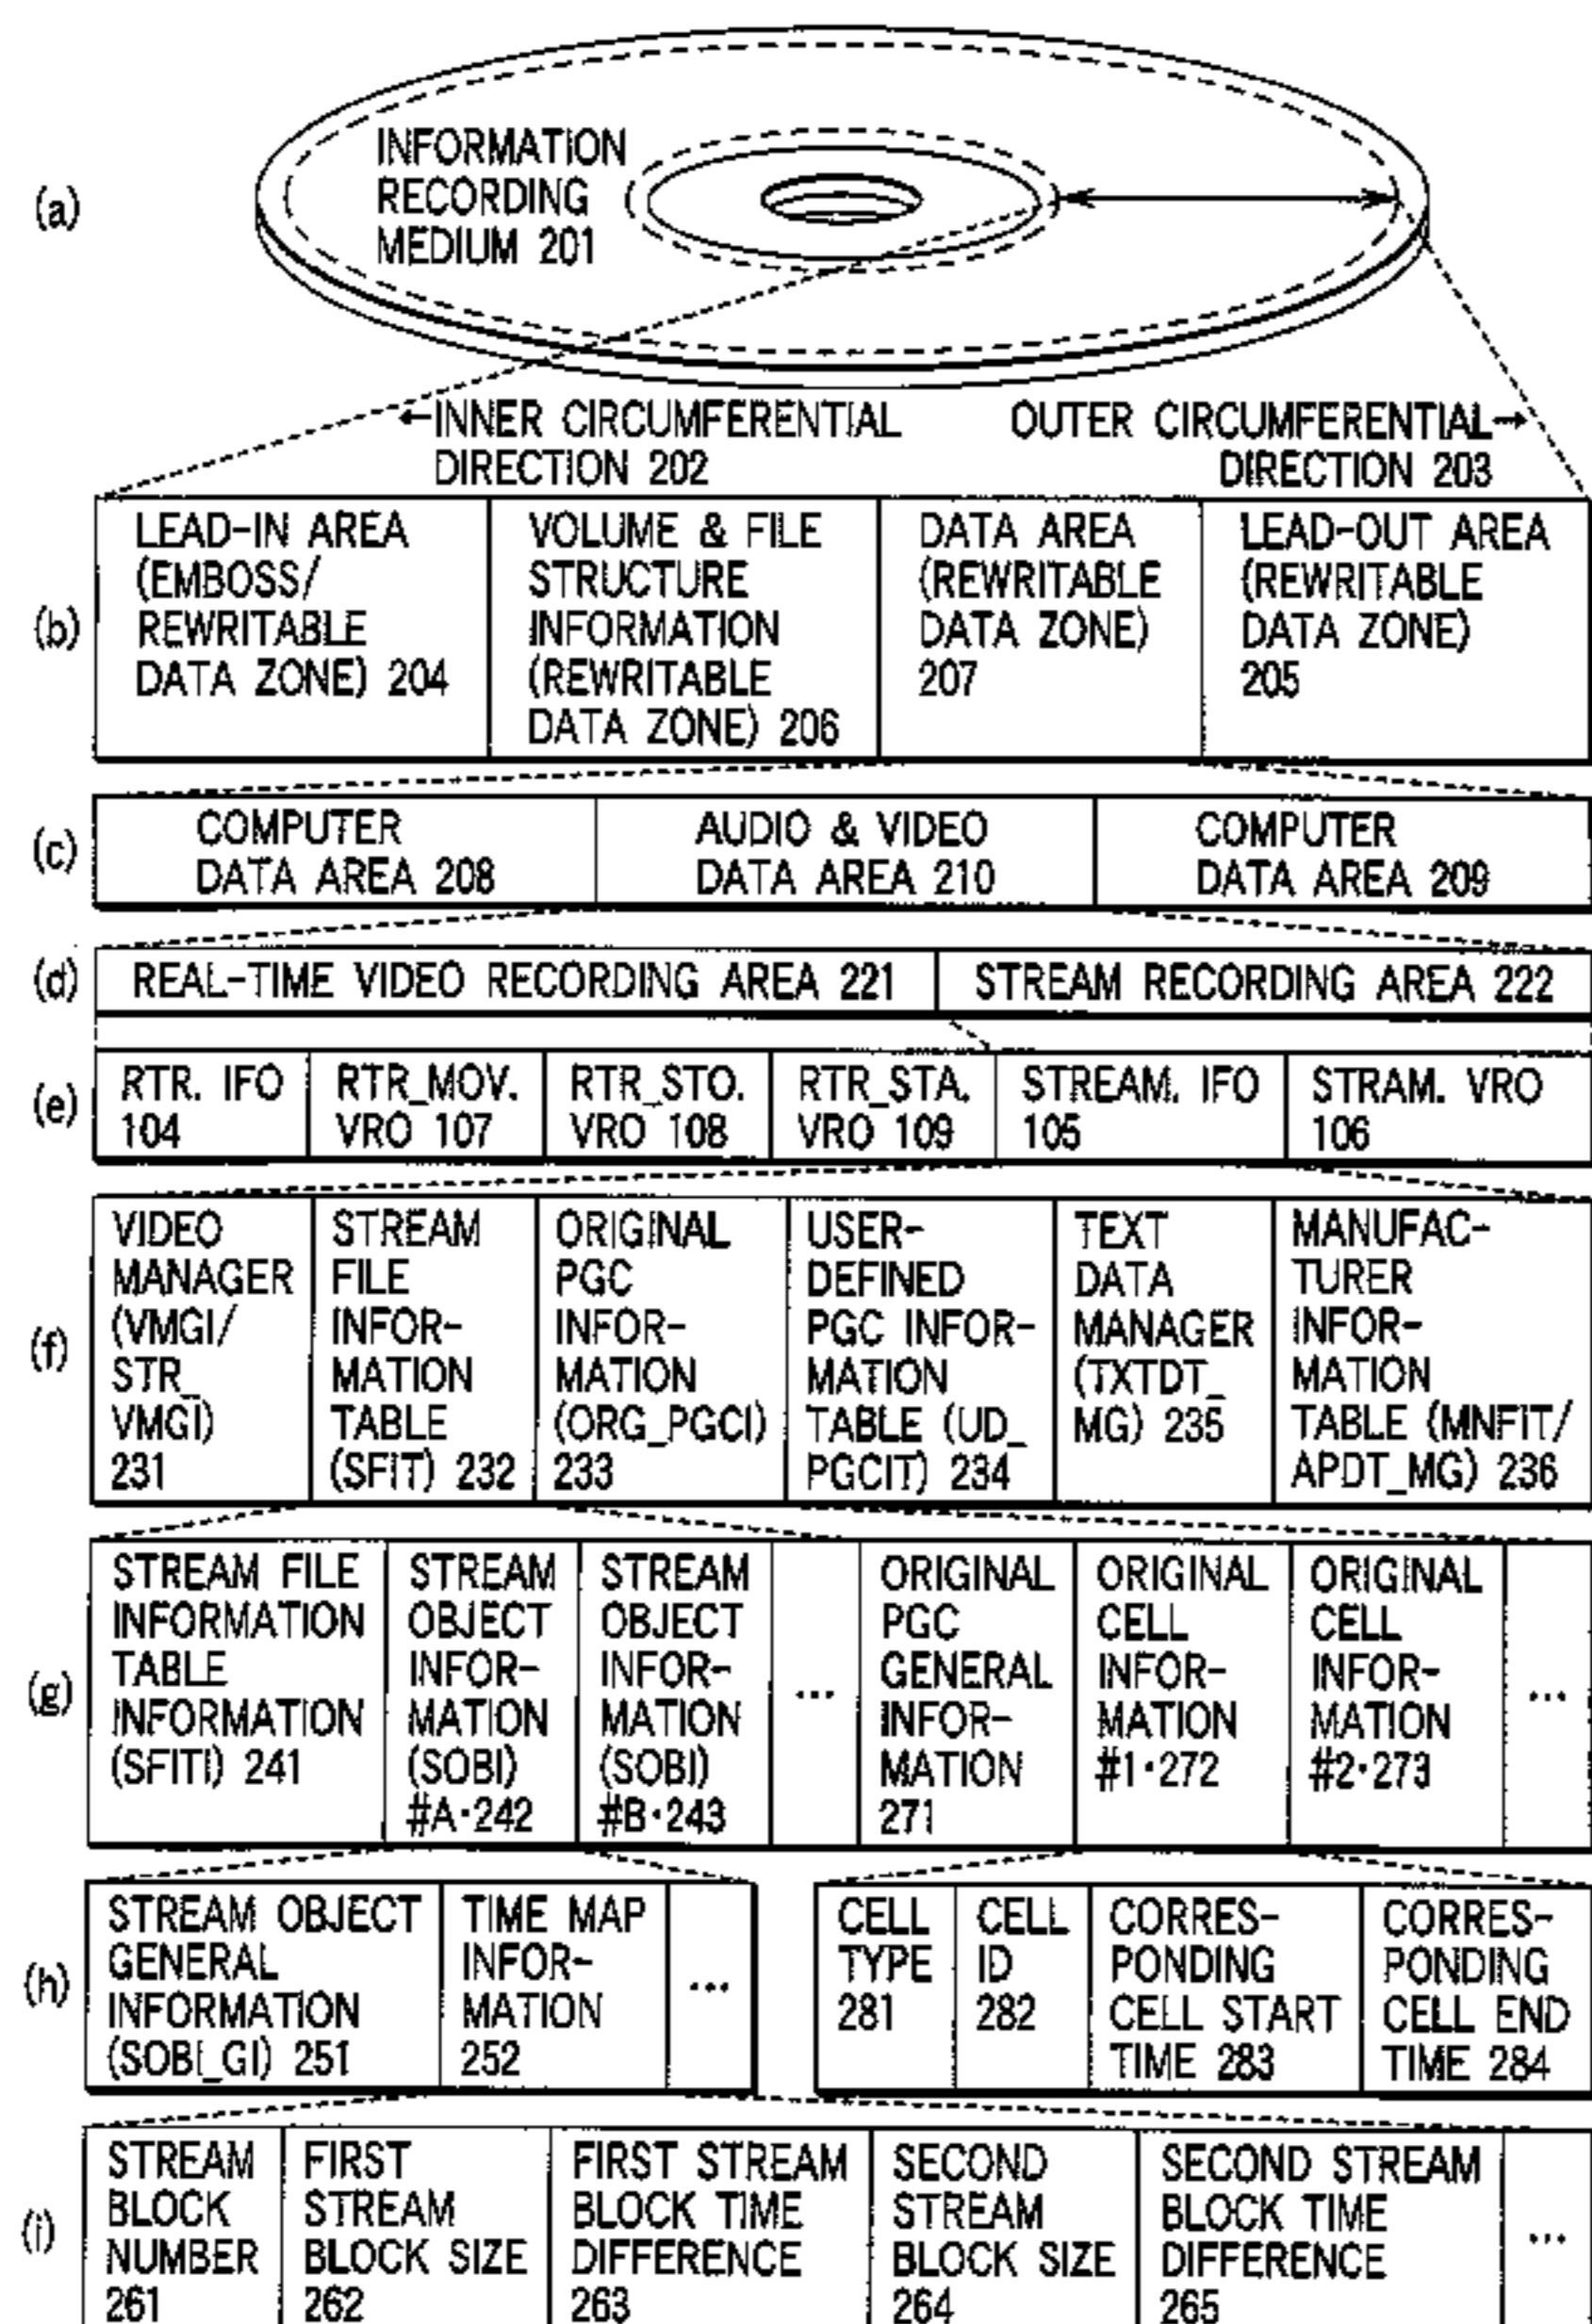 (a)
INFORMATION
RECORDING
MEDIUM 201
←INNER CIRCUMFERENTIAL
DIRECTION 202
OUTER CIRCUMFERENTIAL→
DIRECTION 203
(b)
LEAD-IN AREA
(EMBOSS/
REWRITABLE
DATA ZONE) 204
VOLUME & FILE
STRUCTURE
INFORMATION
(REWRITABLE
DATA ZONE) 206
DATA AREA
(REWRITABLE
DATA ZONE)
207
LEAD-OUT AREA
(REWRITABLE
DATA ZONE)
205
(c)
COMPUTER
DATA AREA 208
AUDIO & VIDEO
DATA AREA 210
COMPUTER
DATA AREA 209
(d)
REAL-TIME VIDEO RECORDING AREA 221
STREAM RECORDING AREA 222
(e)
RTR. IFO
104
RTR_MOV.
VRO 107
RTR_STO.
VRO 108
RTR_STA.
VRO 109
STREAM. IFO
105
STRAM. VRO
106
(f)
VIDEO
MANAGER
(VMGI/
STR_
VMGI)
231
STREAM
FILE
INFOR-
MATION
TABLE
(SFIT) 232
ORIGINAL
PGC
INFOR-
MATION
(ORG_PGCI)
233
USER-
DEFINED
PGC INFOR-
MATION
TABLE (UD_
PGCIT) 234
TEXT
DATA
MANAGER
(TXTDT_
MG) 235
MANUFAC-
TURER
INFOR-
MATION
TABLE (MNFIT/
APDT_MG) 236
(g)
STREAM FILE
INFORMATION
TABLE
INFORMATION
(SFITI) 241
STREAM
OBJECT
INFOR-
MATION
(SOBI)
#A·242
STREAM
OBJECT
INFOR-
MATION
(SOBI)
#B·243
...
ORIGINAL
PGC
GENERAL
INFOR-
MATION
271
ORIGINAL
CELL
INFOR-
MATION
#1·272
ORIGINAL
CELL
INFOR-
MATION
#2·273
...
(h)
STREAM OBJECT
GENERAL
INFORMATION
(SOBI_GI) 251
TIME MAP
INFOR-
MATION
252
...
CELL
TYPE
281
CELL
ID
282
CORRES-
PONDING
CELL START
TIME 283
CORRES-
PONDING
CELL END
TIME 284
(i)
STREAM
BLOCK
NUMBER
261
FIRST
STREAM
BLOCK SIZE
262
FIRST STREAM
BLOCK TIME
DIFFERENCE
263
SECOND
STREAM
BLOCK SIZE
264
SECOND STREAM
BLOCK TIME
DIFFERENCE
265
...